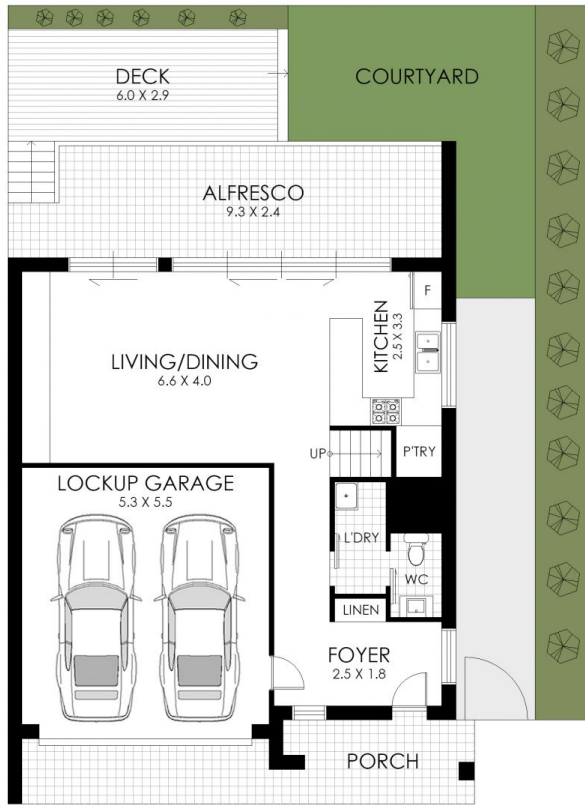 DECK
6.0 X 2.9
COURTYARD
ALFRESCO
9.3 X 2.4
F
KITCHEN
2.5 X 3.3
LIVING/DINING
6.6 X 4.0
UP
P'TRY
LOCKUP GARAGE
5.3 X 5.5
L'DRY
WC
LINEN
FOYER
2.5 X 1.8
PORCH